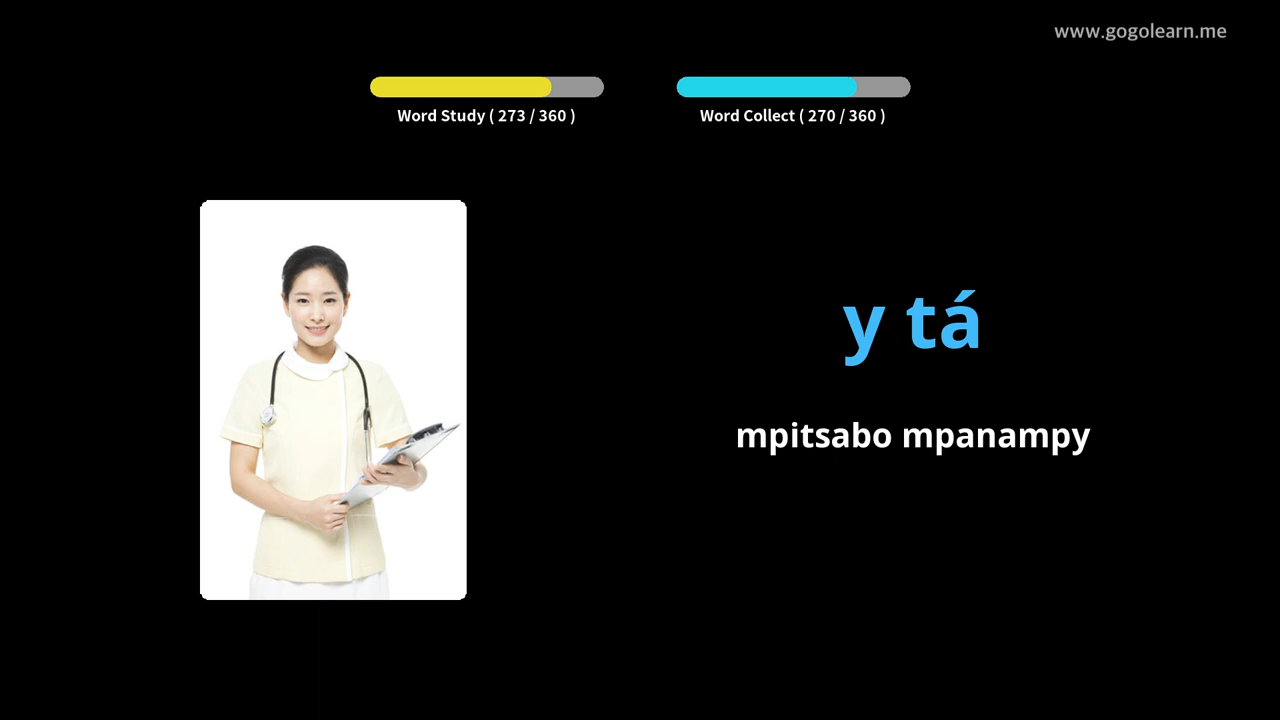 www.gogolearn.me
Word Study ( 273 / 360 )
Word Collect ( 270 / 360 )
y tá
mpitsabo mpanampy